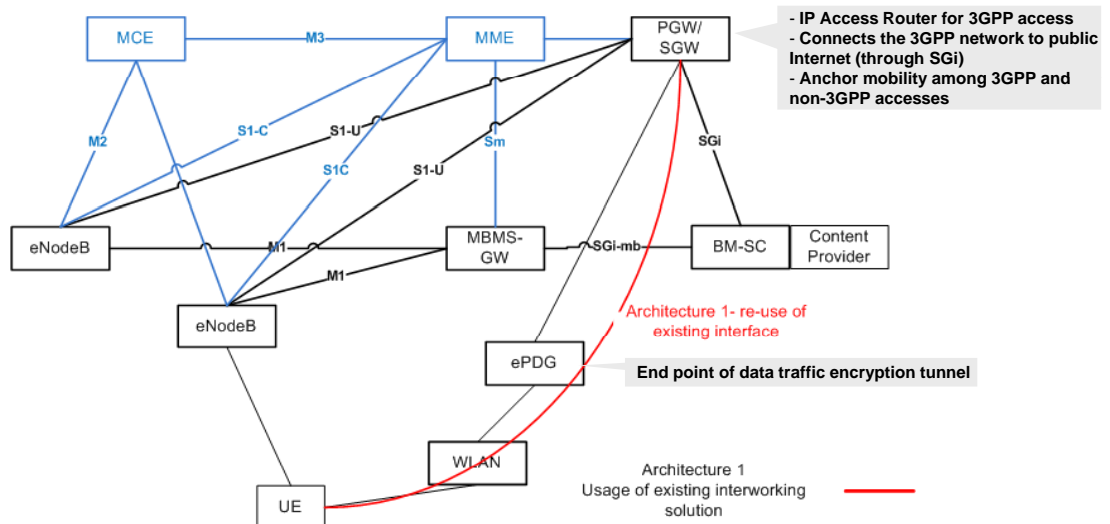 - IP Access Router for 3GPP access
- Connects the 3GPP network to public
Internet (through SGi)
- Anchor mobility among 3GPP and
non-3GPP accesses
MCE
M3
MME
PGW/
SGW
M2
S1-C
S1-U
S1C
S1-U
Sm
SGi
eNodeB
M1
MBMS-
GW
SGi-mb
BM-SC
Content
Provider
M1
eNodeB
Architecture 1- re-use of
existing interface
ePDG
End point of data traffic encryption tunnel
WLAN
UE
Architecture 1
Usage of existing interworking
solution